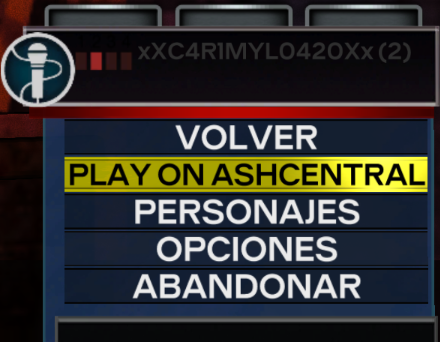 xXC4R1MYL0420Xx (2)
VOLVER
PLAY ON ASHCENTRAL
PERSONAJES
OPCIONES
ABANDONAR